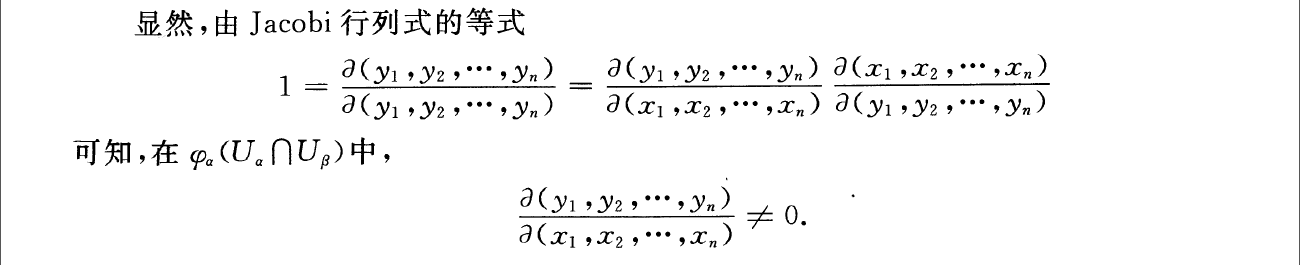 显然,由 Jacobi 行列式的等式
1 = ∂(y₁,y₂,⋯,yₙ)/∂(y₁,y₂,⋯,yₙ) = ∂(y₁,y₂,⋯,yₙ)/∂(x₁,x₂,⋯,xₙ) ∂(x₁,x₂,⋯,xₙ)/∂(y₁,y₂,⋯,yₙ)
可知,在 φ_α(U_α⋂U_β)中,
∂(y₁,y₂,⋯,yₙ)/∂(x₁,x₂,⋯,xₙ) ≠ 0.